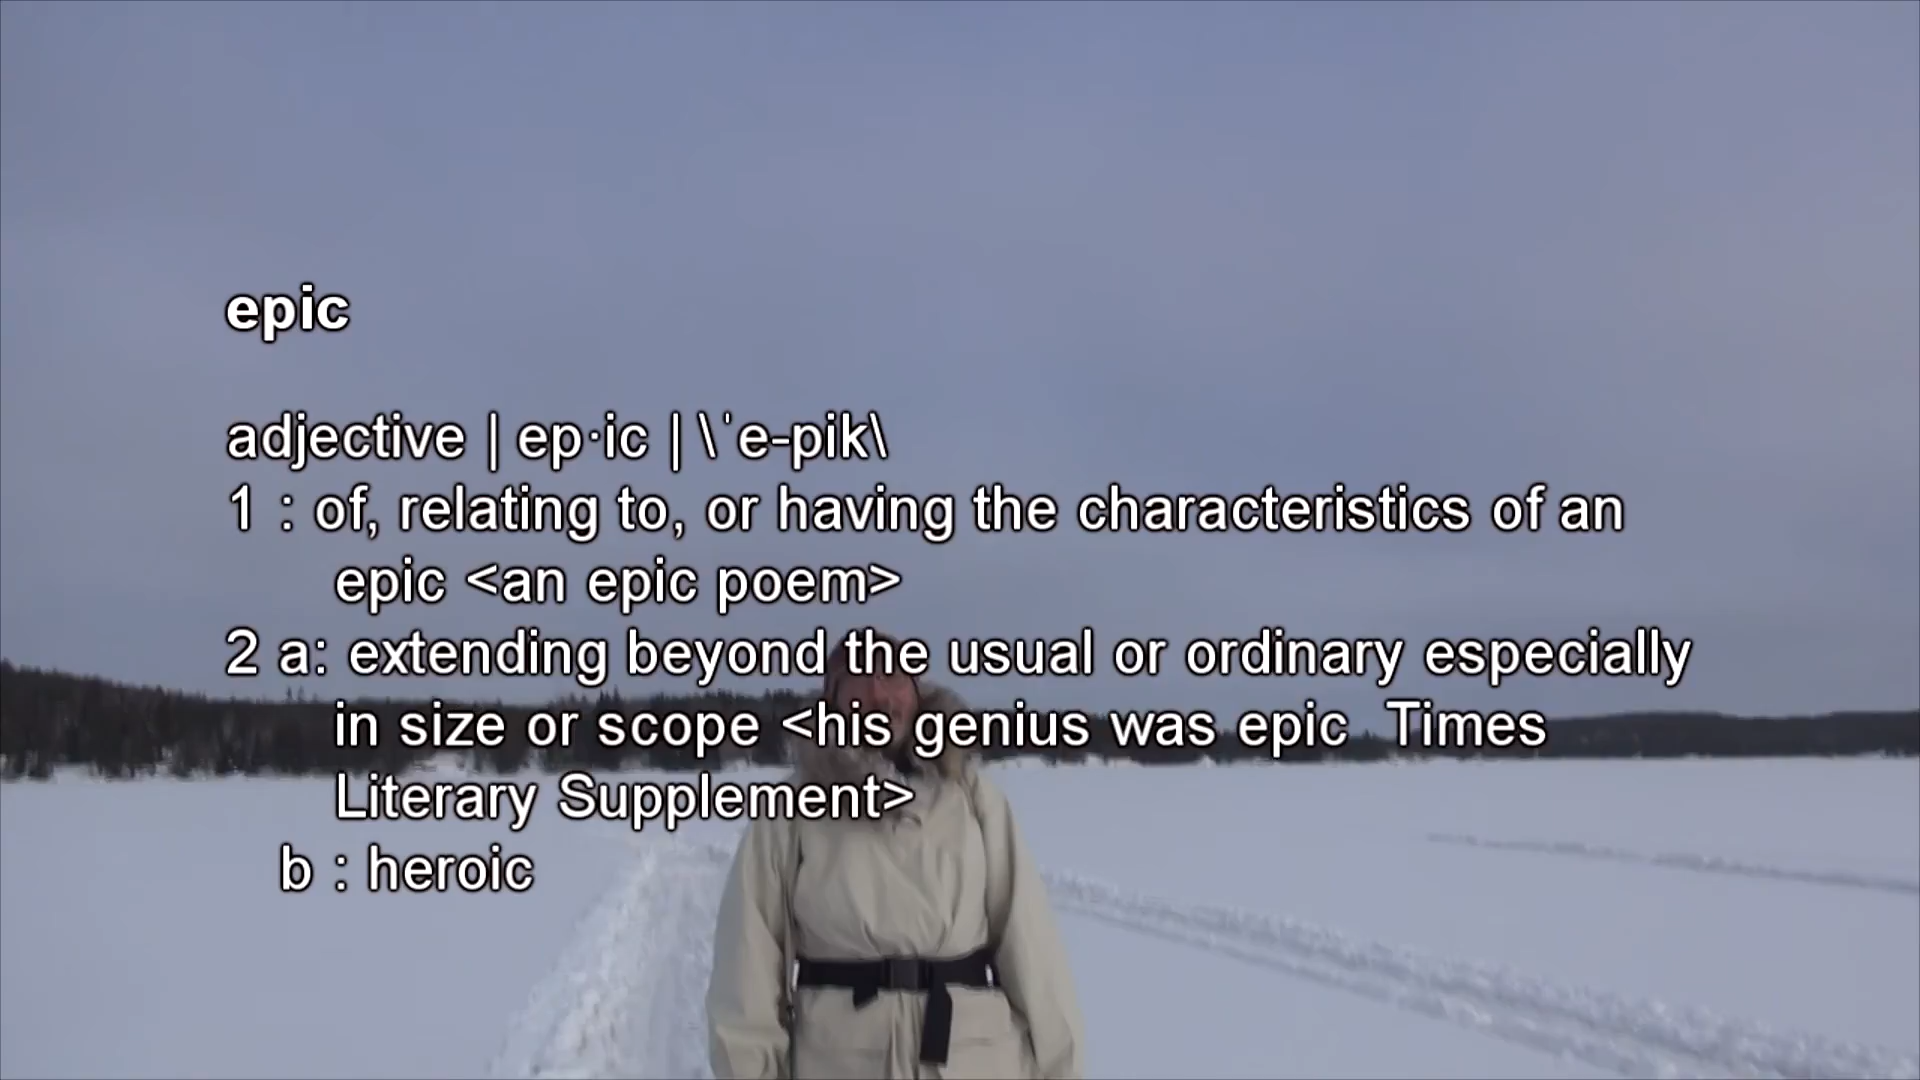 epic
adjective | ep·ic | \ˈe-pik\
1 : of, relating to, or having the characteristics of an
epic <an epic poem>
2 a: extending beyond the usual or ordinary especially
in size or scope <his genius was epic  Times
Literary Supplement>
b : heroic